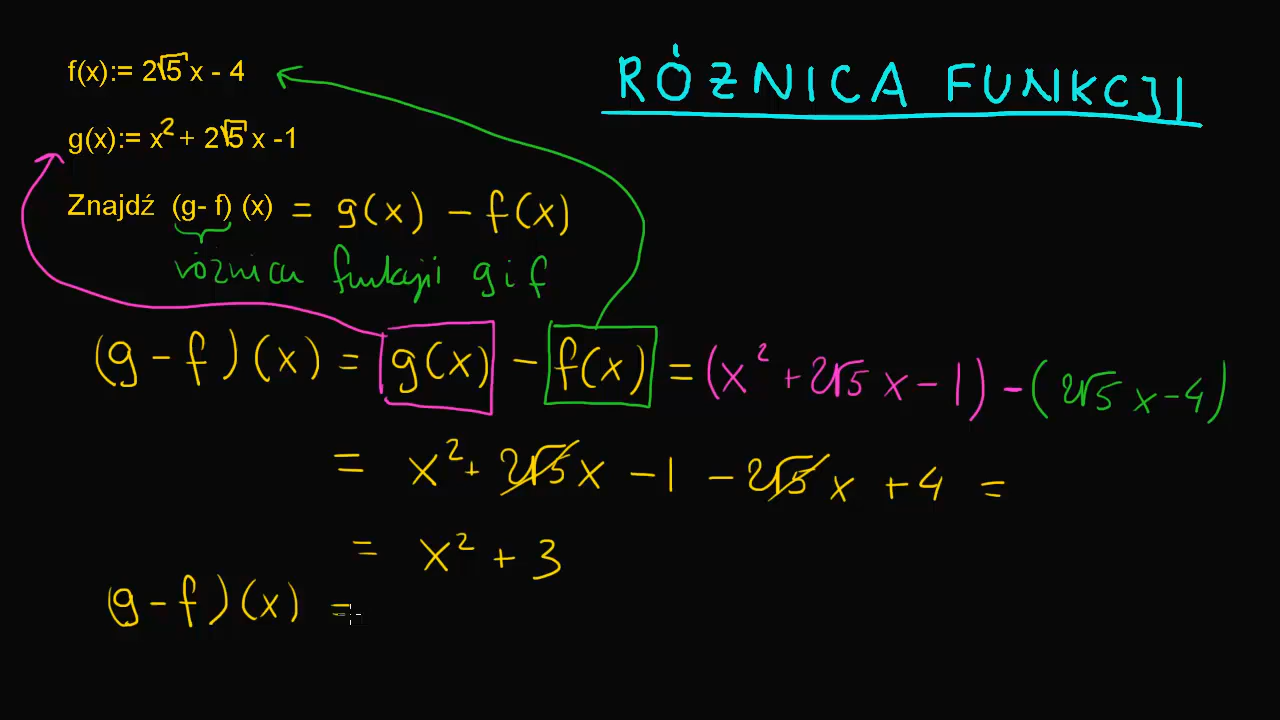 RÓŻNICA FUNKCJI
f(x):= 2√5 x - 4
g(x):= x² + 2√5 x -1
Znajdź (g- f) (x) = g(x) - f(x)
różnica funkcji g i f
(g - f)(x) = g(x) - f(x) = (x² + 2√5 x - 1) - (2√5 x - 4)
= x² + 2√5 x - 1 - 2√5 x + 4 =
= x² + 3
(g - f)(x) =